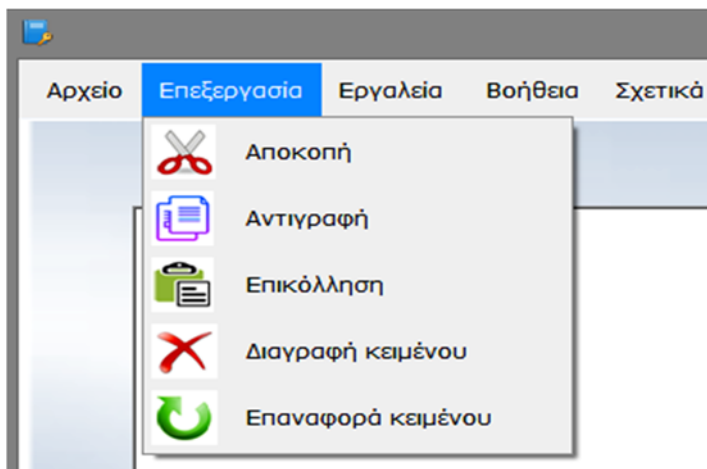 Αρχείο Επεξεργασία Εργαλεία Βοήθεια Σχετικά
Αποκοπή
Αντιγραφή
Επικόλληση
Διαγραφή κειμένου
Επαναφορά κειμένου